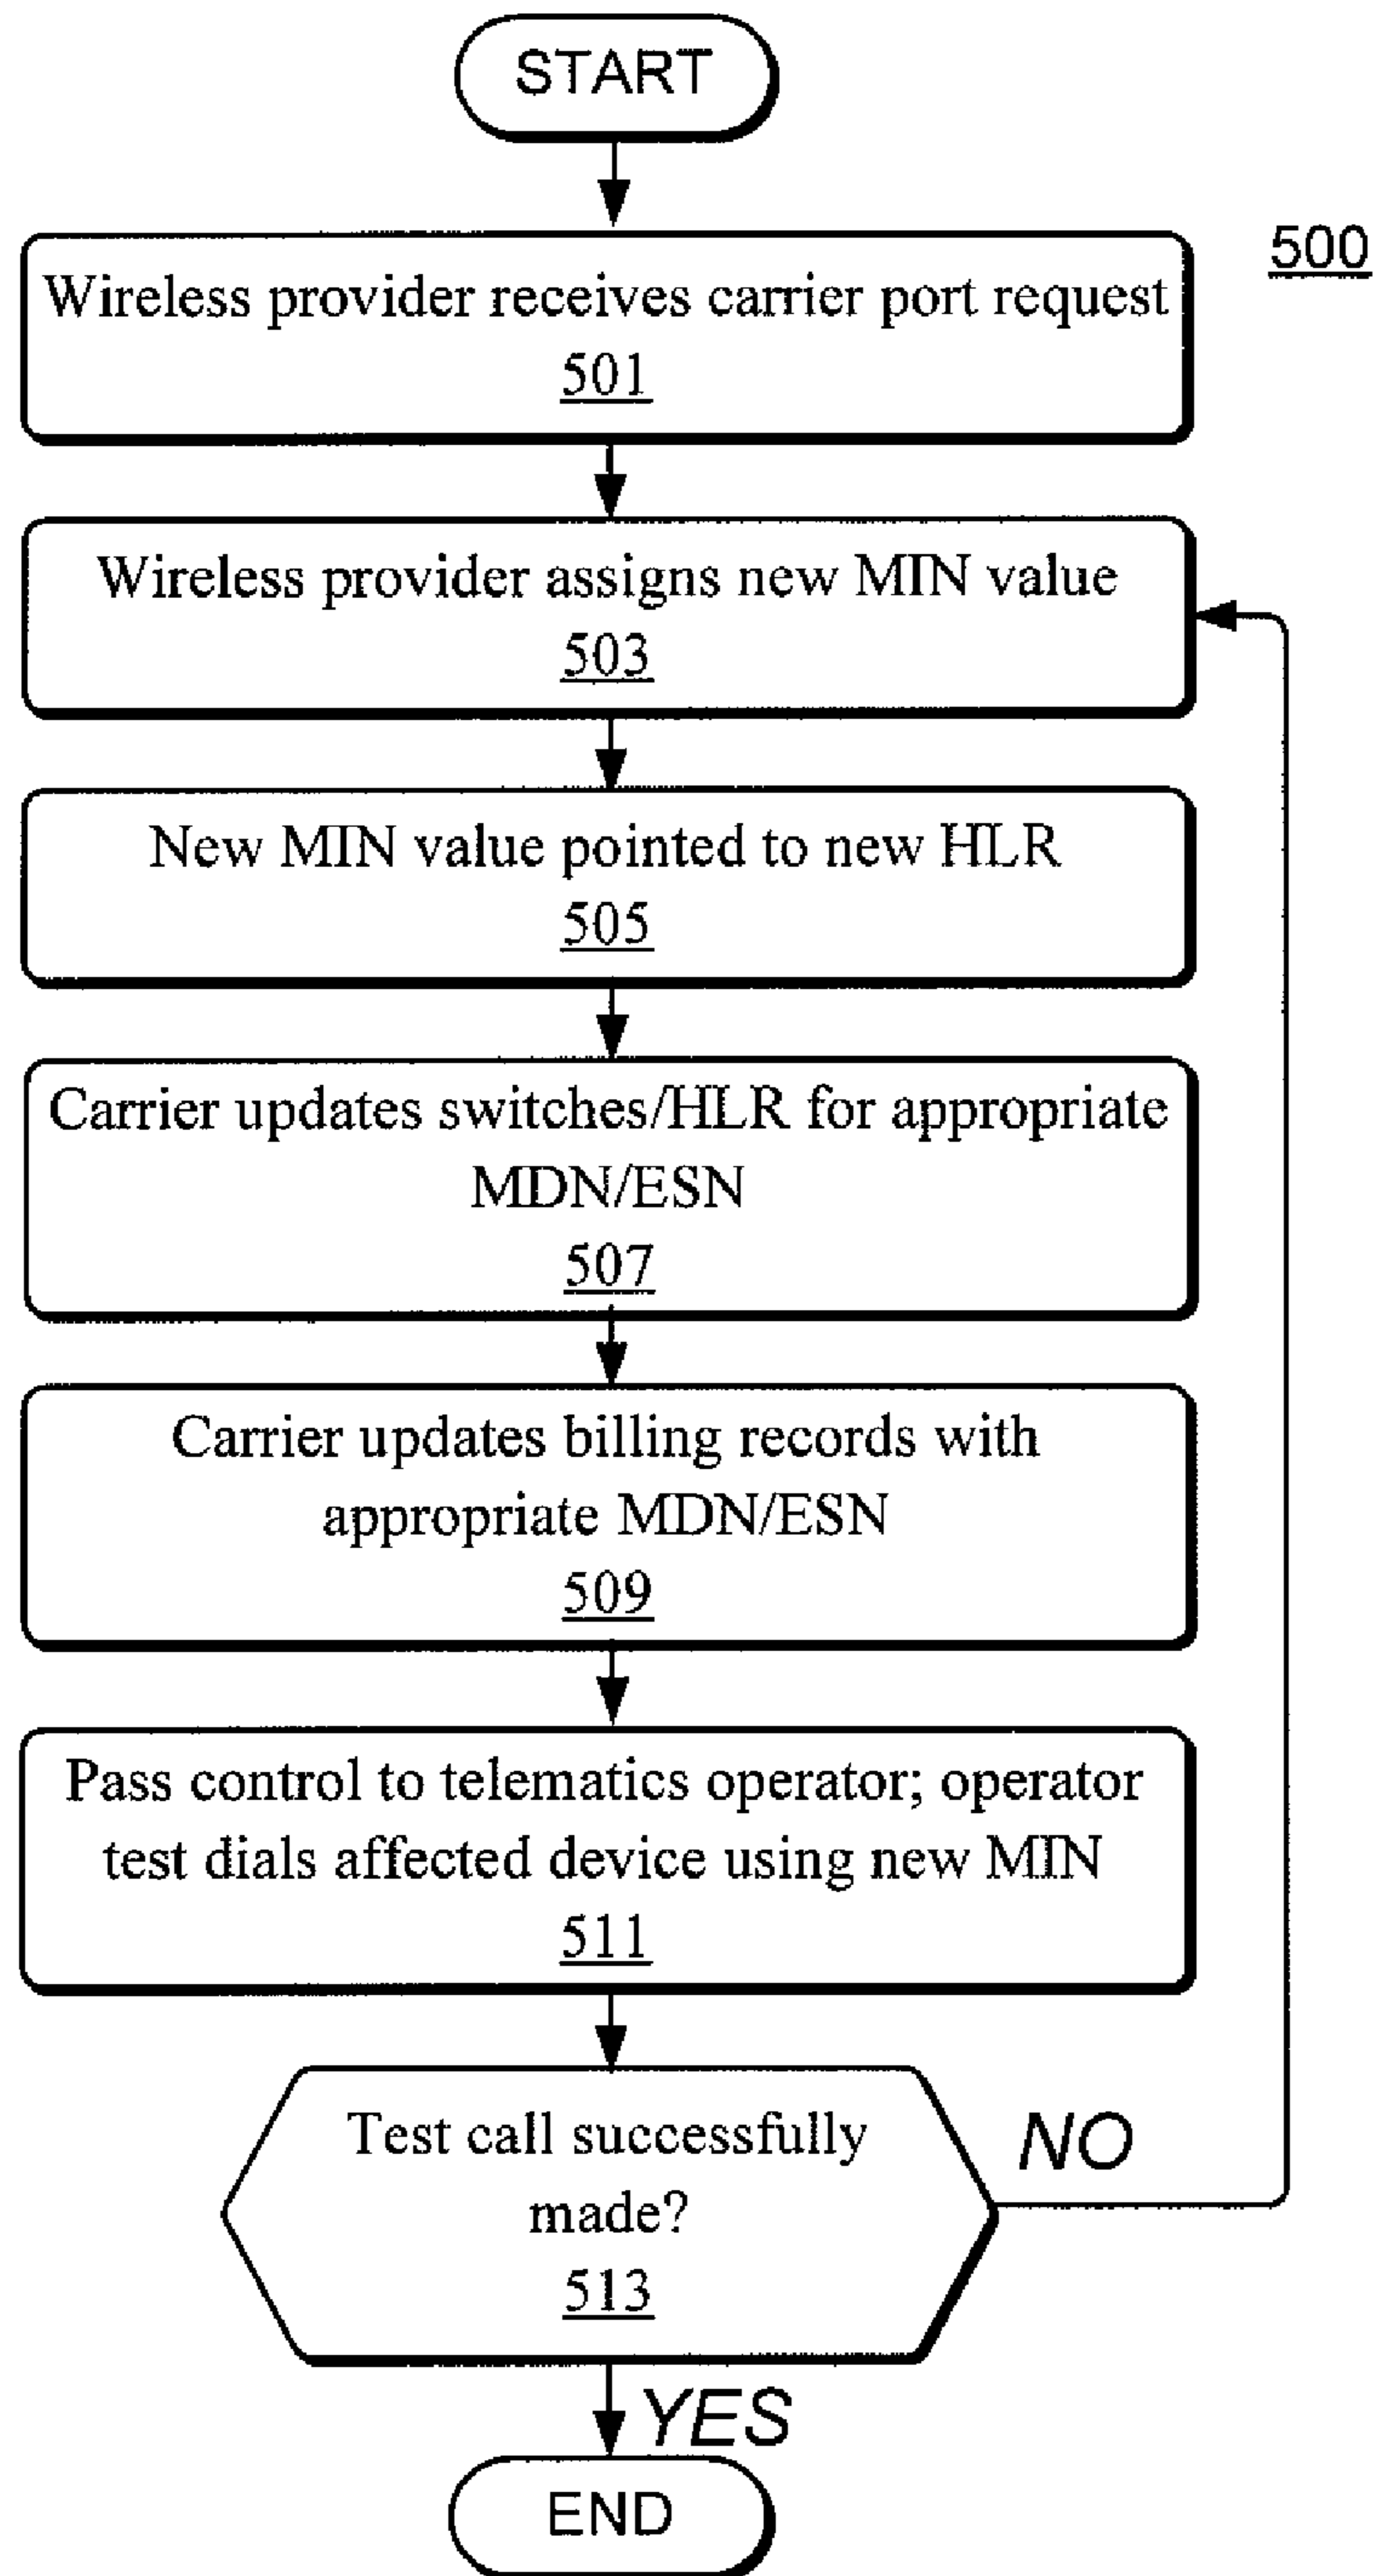 START
500
Wireless provider receives carrier port request
501
Wireless provider assigns new MIN value
503
New MIN value pointed to new HLR
505
Carrier updates switches/HLR for appropriate
MDN/ESN
507
Carrier updates billing records with
appropriate MDN/ESN
509
Pass control to telematics operator; operator
test dials affected device using new MIN
511
Test call successfully
made?
513
NO
YES
END